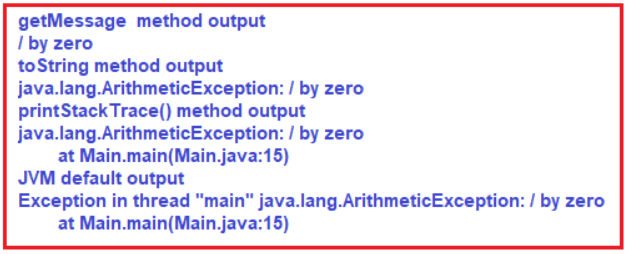 getMessage  method output
/ by zero
toString method output
java.lang.ArithmeticException: / by zero
printStackTrace() method output
java.lang.ArithmeticException: / by zero
at Main.main(Main.java:15)
JVM default output
Exception in thread "main" java.lang.ArithmeticException: / by zero
at Main.main(Main.java:15)